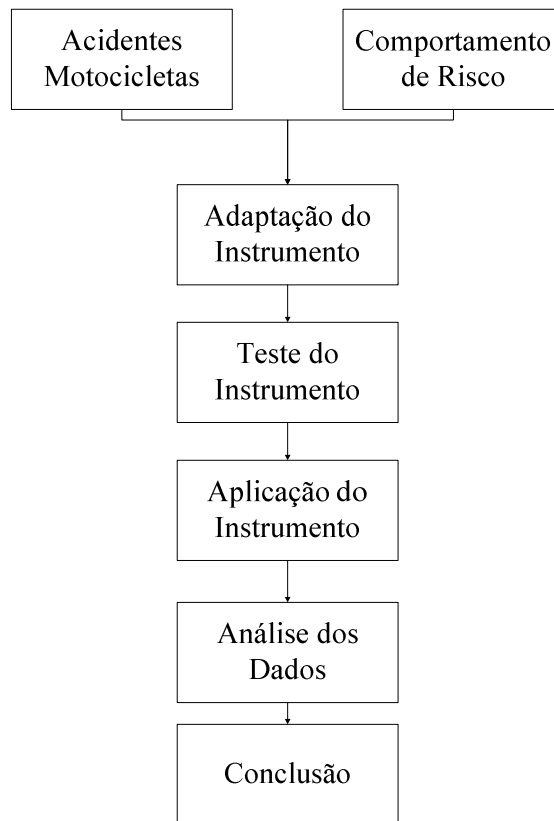 Acidentes
Motocicletas
Comportamento
de Risco
Adaptação do
Instrumento
Teste do
Instrumento
Aplicação do
Instrumento
Análise dos
Dados
Conclusão